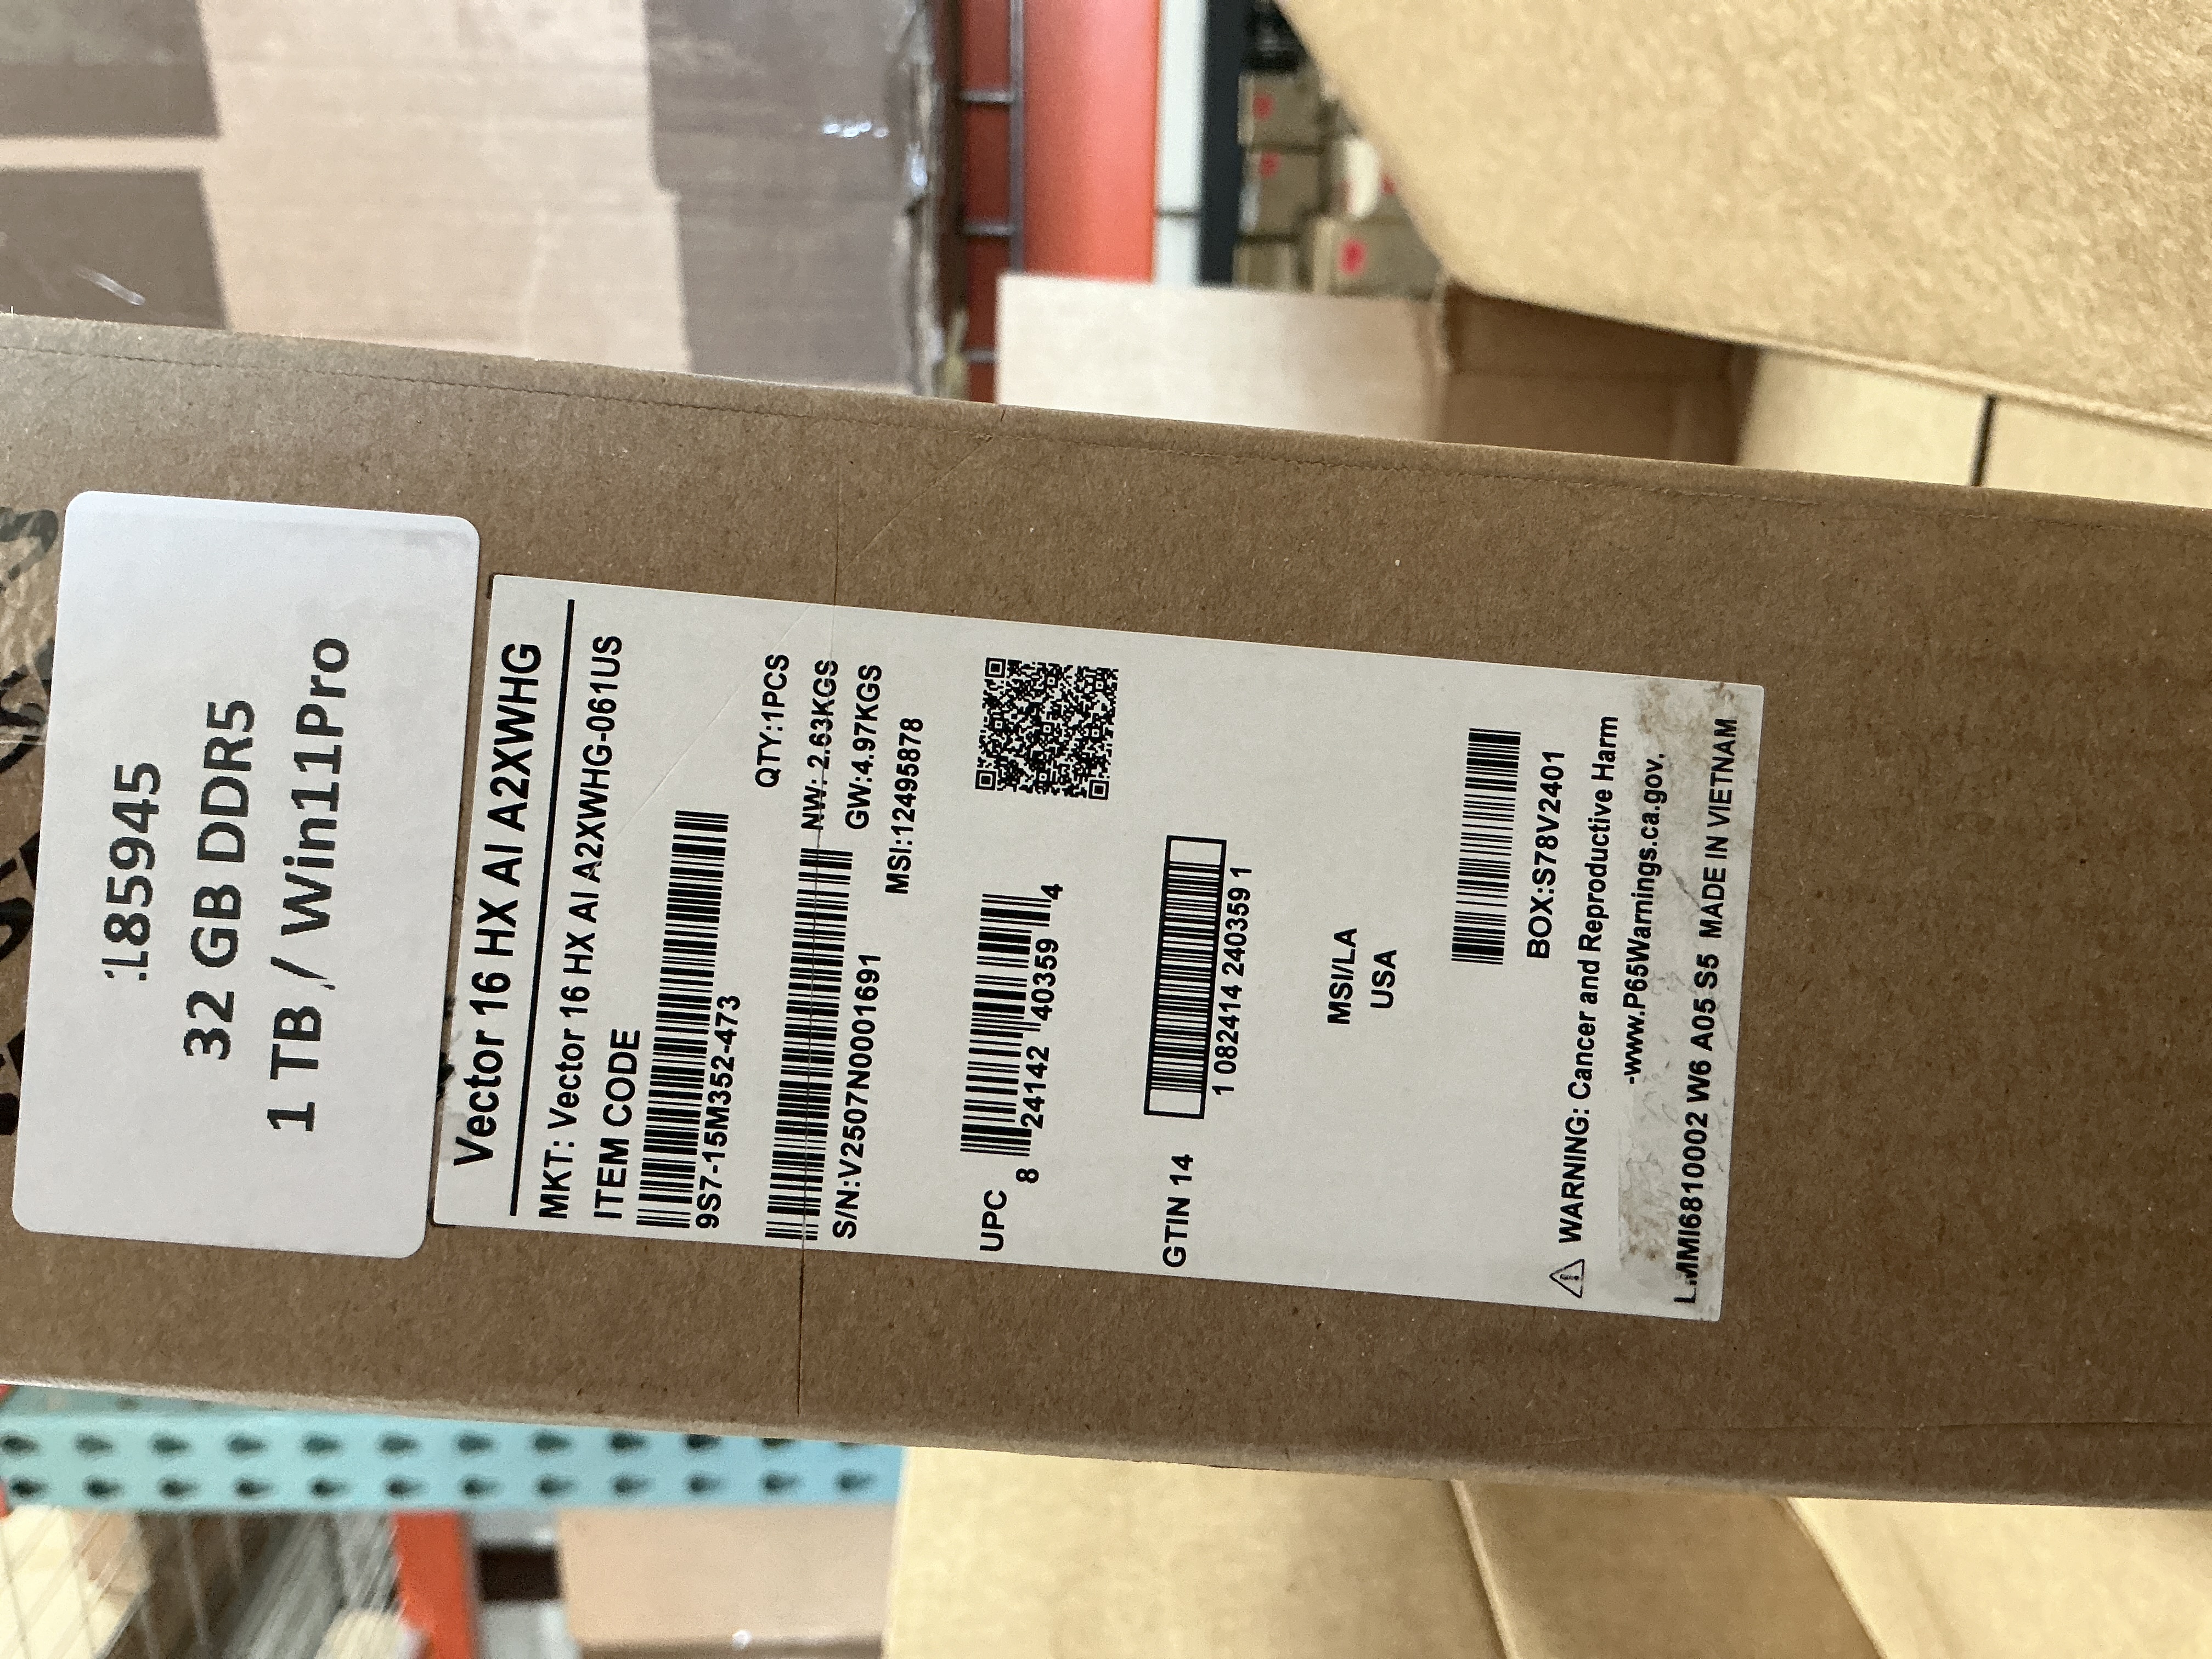 185945
32 GB DDR5
1 TB / Win11Pro
Vector 16 HX AI A2XWHG
MKT: Vector 16 HX AI A2XWHG-061US
ITEM CODE
9S7-15M352-473
QTY:1PCS
NW: 2.63KGS
S/N:V2507N0001691
GW:4.97KGS
MSI:12495878
UPC
8 24142 40359 4
GTIN 14
1 082414 240359 1
MSI/LA
USA
BOX:S78V2401
WARNING: Cancer and Reproductive Harm
-www.P65Warnings.ca.gov.
W6 A05 S5 MADE IN VIETNAM